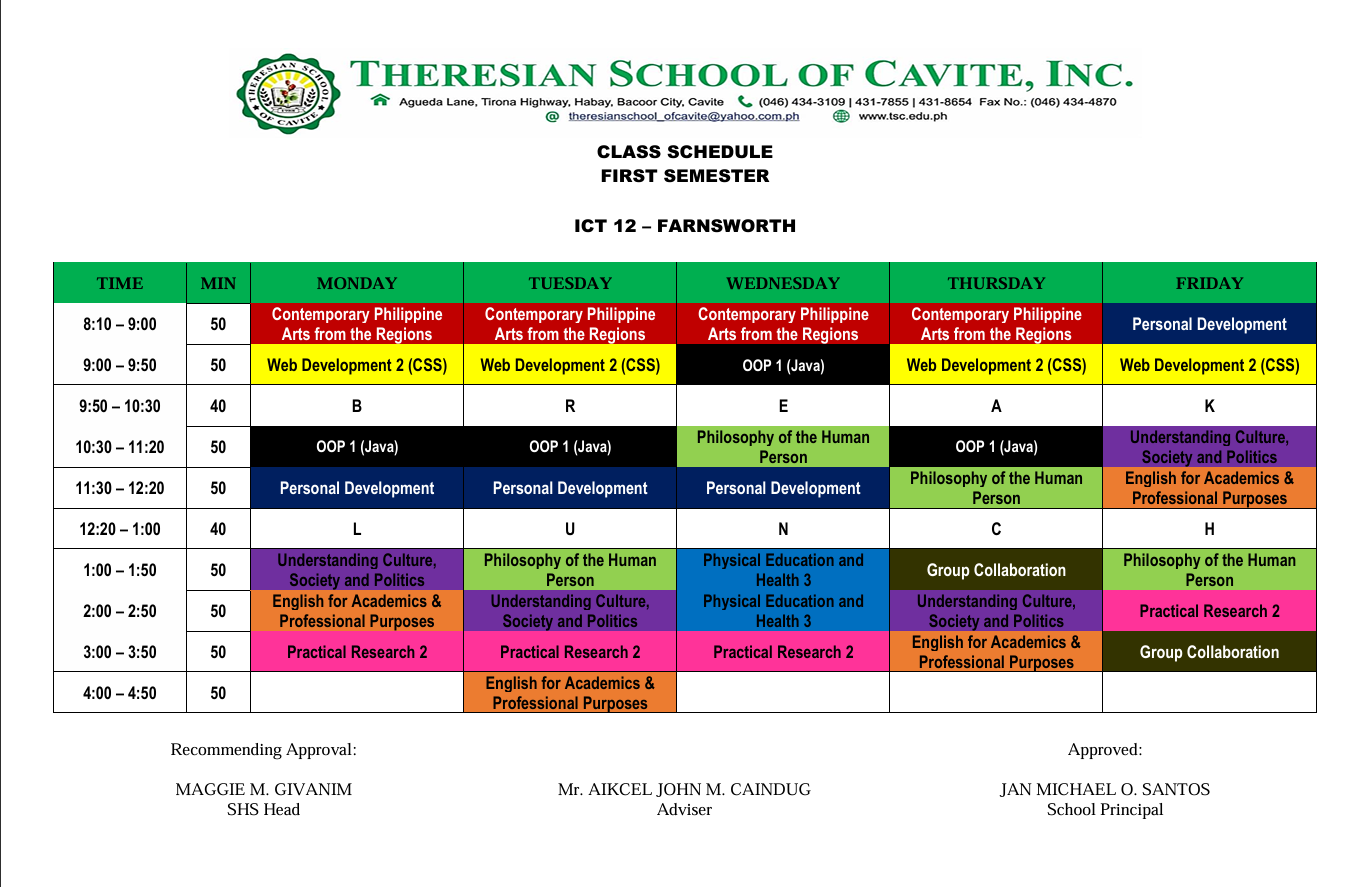 THERESIAN SCHOOL OF CAVITE, INC.
THERESIAN SCHOOL
OF CAVITE
Agueda Lane, Tirona Highway, Habay, Bacoor City, Cavite (046) 434-3109 | 431-7855 | 431-8654 Fax No.: (046) 434-4870
@ theresianschool_ofcavite@yahoo.com.ph www.tsc.edu.ph
CLASS SCHEDULE
FIRST SEMESTER
ICT 12 – FARNSWORTH
TIME MIN MONDAY TUESDAY WEDNESDAY THURSDAY FRIDAY
8:10 – 9:00 50 Contemporary Philippine Arts from the Regions Contemporary Philippine Arts from the Regions Contemporary Philippine Arts from the Regions Contemporary Philippine Arts from the Regions Personal Development
9:00 – 9:50 50 Web Development 2 (CSS) Web Development 2 (CSS) OOP 1 (Java) Web Development 2 (CSS) Web Development 2 (CSS)
9:50 – 10:30 40 B R E A K
10:30 – 11:20 50 OOP 1 (Java) OOP 1 (Java) Philosophy of the Human Person OOP 1 (Java) Understanding Culture, Society and Politics
11:30 – 12:20 50 Personal Development Personal Development Personal Development Philosophy of the Human Person English for Academics & Professional Purposes
12:20 – 1:00 40 L U N C H
1:00 – 1:50 50 Understanding Culture, Society and Politics Philosophy of the Human Person Physical Education and Health 3 Group Collaboration Philosophy of the Human Person
2:00 – 2:50 50 English for Academics & Professional Purposes Understanding Culture, Society and Politics Physical Education and Health 3 Understanding Culture, Society and Politics Practical Research 2
3:00 – 3:50 50 Practical Research 2 Practical Research 2 Practical Research 2 English for Academics & Professional Purposes Group Collaboration
4:00 – 4:50 50 English for Academics & Professional Purposes
Recommending Approval: Approved:
MAGGIE M. GIVANIM Mr. AIKCEL JOHN M. CAINDUG JAN MICHAEL O. SANTOS
SHS Head Adviser School Principal